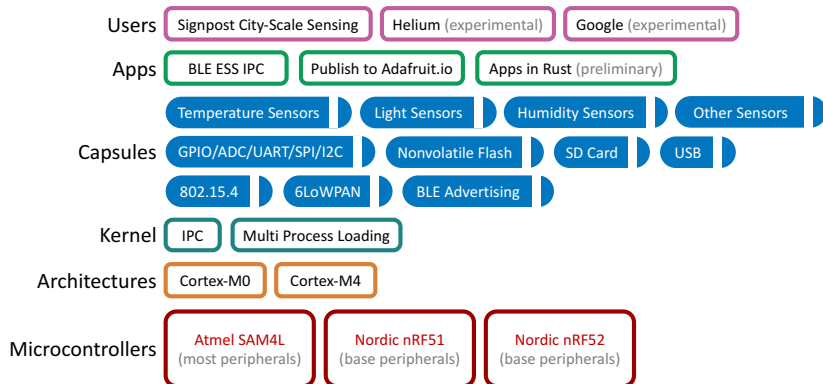 Users
Signpost City-Scale Sensing
Helium (experimental)
Google (experimental)
Apps
BLE ESS IPC
Publish to Adafruit.io
Apps in Rust (preliminary)
Capsules
Temperature Sensors
Light Sensors
Humidity Sensors
Other Sensors
GPIO/ADC/UART/SPI/I2C
Nonvolatile Flash
SD Card
USB
802.15.4
6LoWPAN
BLE Advertising
Kernel
IPC
Multi Process Loading
Architectures
Cortex-M0
Cortex-M4
Microcontrollers
Atmel SAM4L
(most peripherals)
Nordic nRF51
(base peripherals)
Nordic nRF52
(base peripherals)